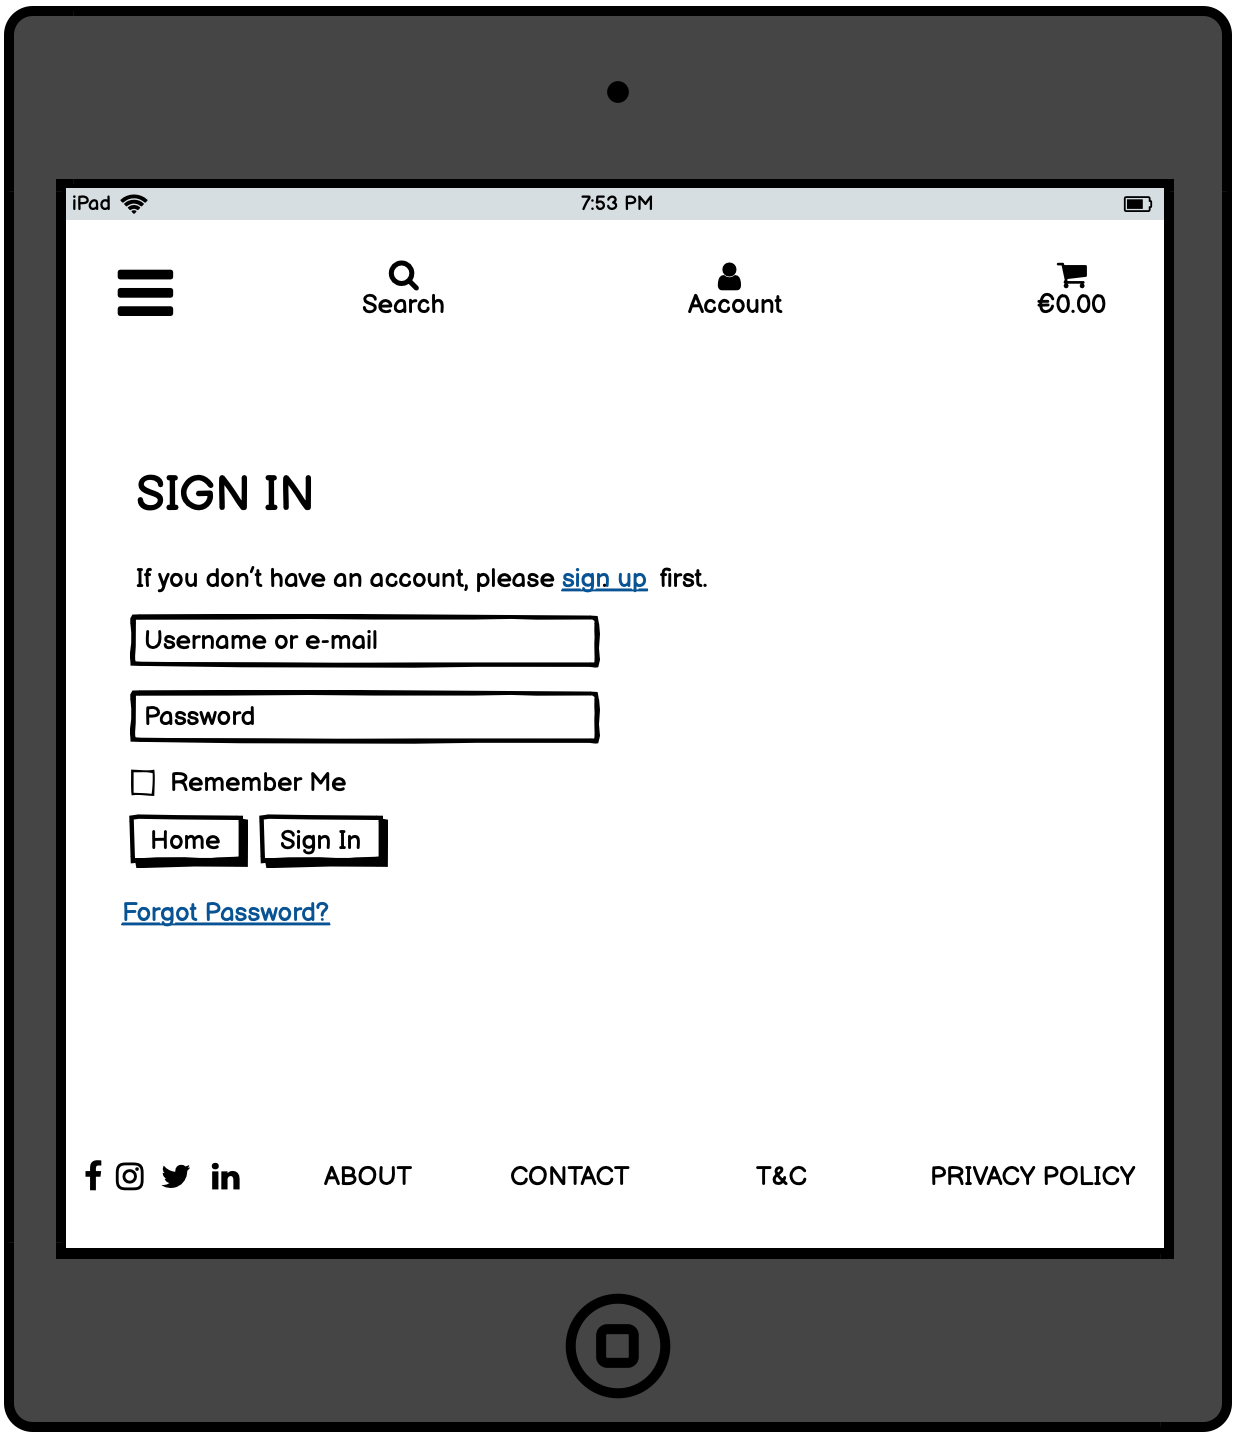 iPad 7:53 PM
Search Account €0.00
SIGN IN
If you don't have an account, please sign up first.
Username or e-mail
Password
Remember Me
Home Sign In
Forgot Password?
ABOUT CONTACT T&C PRIVACY POLICY